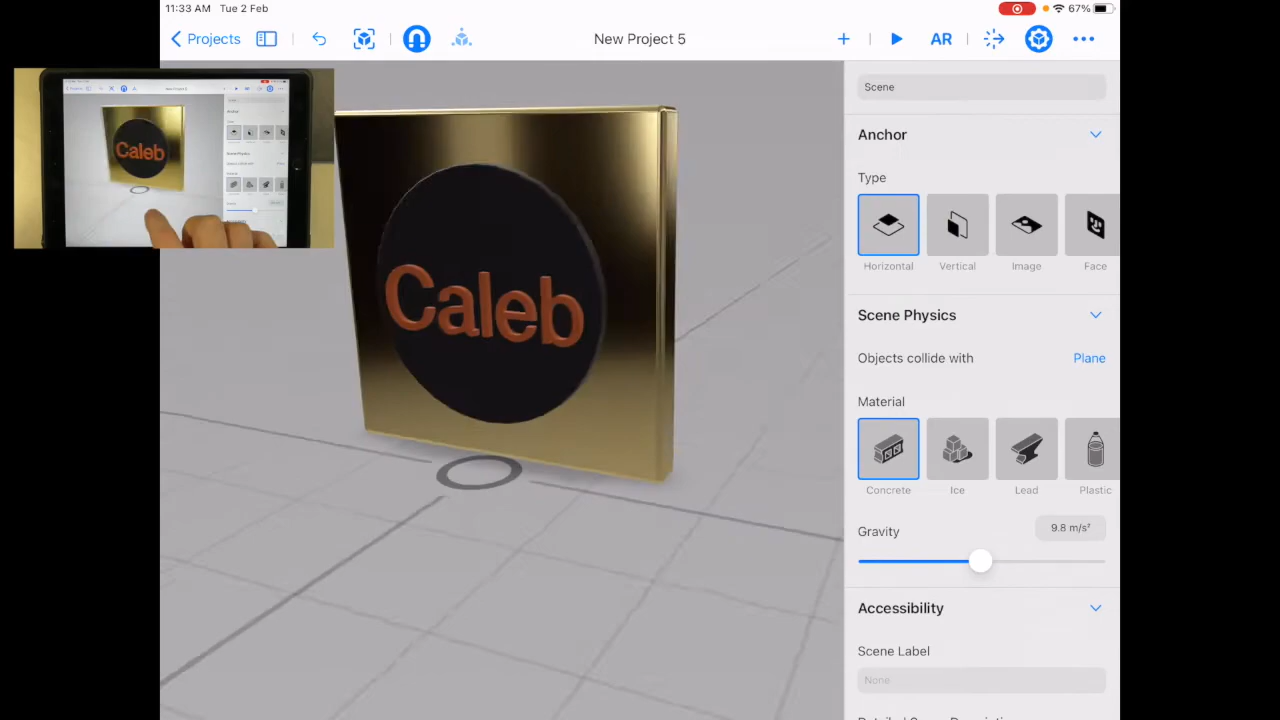 11:33 AM Tue 2 Feb
67%
Projects
New Project 5
AR
Scene
Anchor
Type
Horizontal
Vertical
Image
Face
Scene Physics
Objects collide with
Plane
Material
Concrete
Ice
Lead
Plastic
Gravity
9.8 m/s²
Accessibility
Scene Label
None
Caleb
Caleb